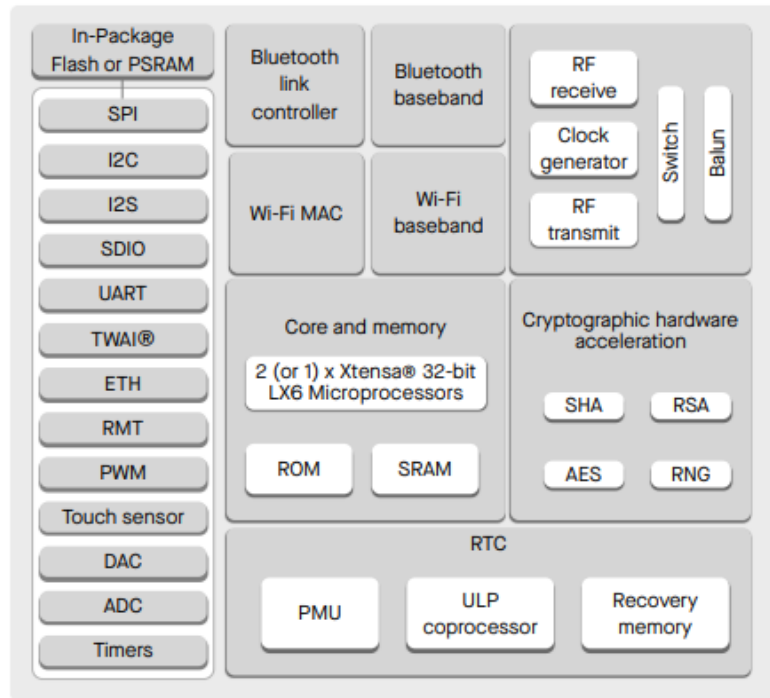 In-Package
Flash or PSRAM
SPI
I2C
I2S
SDIO
UART
TWAI®
ETH
RMT
PWM
Touch sensor
DAC
ADC
Timers
Bluetooth
link
controller
Bluetooth
baseband
Wi-Fi MAC
Wi-Fi
baseband
RF
receive
Clock
generator
RF
transmit
Switch
Balun
Core and memory
2 (or 1) x Xtensa® 32-bit
LX6 Microprocessors
ROM
SRAM
Cryptographic hardware
acceleration
SHA
RSA
AES
RNG
RTC
PMU
ULP
coprocessor
Recovery
memory